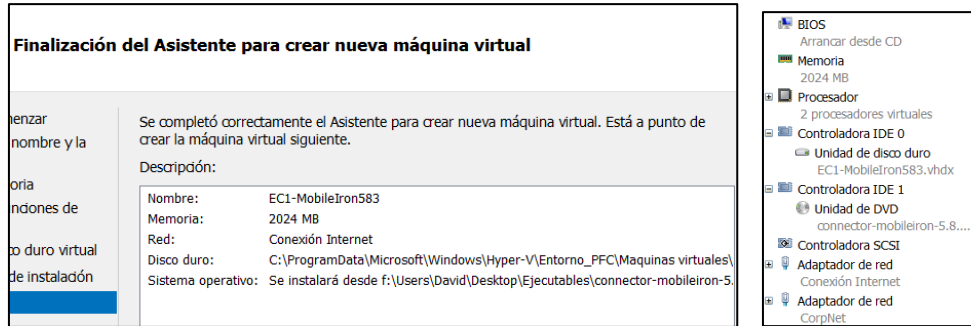 Finalización del Asistente para crear nueva máquina virtual
menzar
nombre y la
oria
nciones de
co duro virtual
de instalación
Se completó correctamente el Asistente para crear nueva máquina virtual. Está a punto de
crear la máquina virtual siguiente.
Descripción:
Nombre: EC1-MobileIron583
Memoria: 2024 MB
Red: Conexión Internet
Disco duro: C:\ProgramData\Microsoft\Windows\Hyper-V\Entorno_PFC\Maquinas virtuales\
Sistema operativo: Se instalará desde f:\Users\David\Desktop\Ejecutables\connector-mobileiron-5.
BIOS
Arrancar desde CD
Memoria
2024 MB
Procesador
2 procesadores virtuales
Controladora IDE 0
Unidad de disco duro
EC1-MobileIron583.vhdx
Controladora IDE 1
Unidad de DVD
connector-mobileiron-5.8....
Controladora SCSI
Adaptador de red
Conexión Internet
Adaptador de red
CorpNet